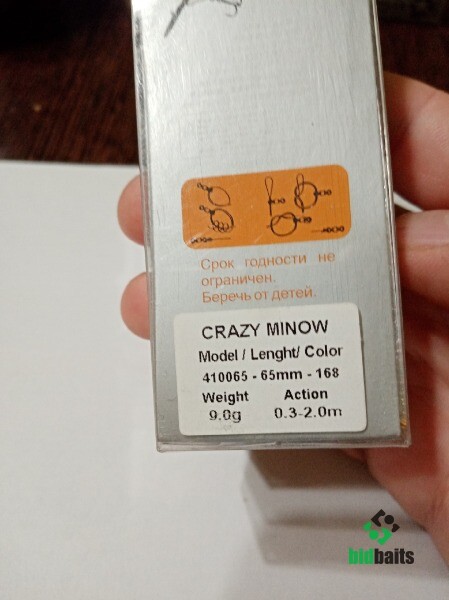 Срок годности не
ограничен.
Беречь от детей.
CRAZY MINOW
Model / Lenght/ Color
410065 - 65mm - 168
Weight Action
9.0g 0.3-2.0m
bidbaits